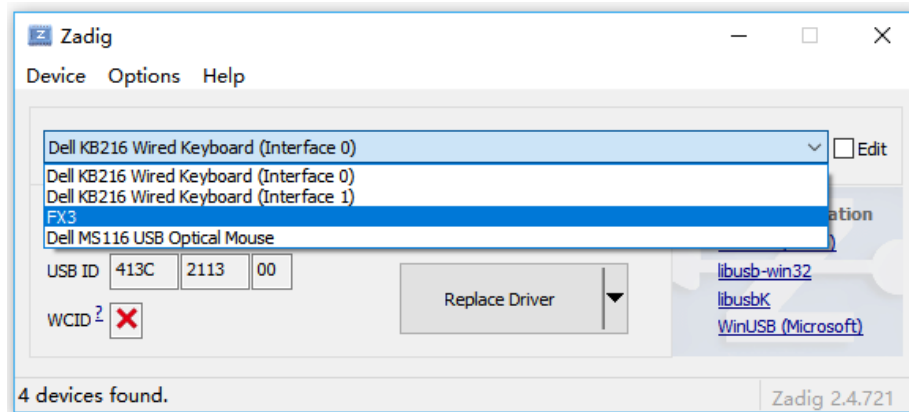 Zadig
Device Options Help
Dell KB216 Wired Keyboard (Interface 0)
Edit
Dell KB216 Wired Keyboard (Interface 0)
Dell KB216 Wired Keyboard (Interface 1)
FX3
Dell MS116 USB Optical Mouse
USB ID 413C 2113 00
WCID ?
Replace Driver
libusb-win32
libusbK
WinUSB (Microsoft)
4 devices found.
Zadig 2.4.721